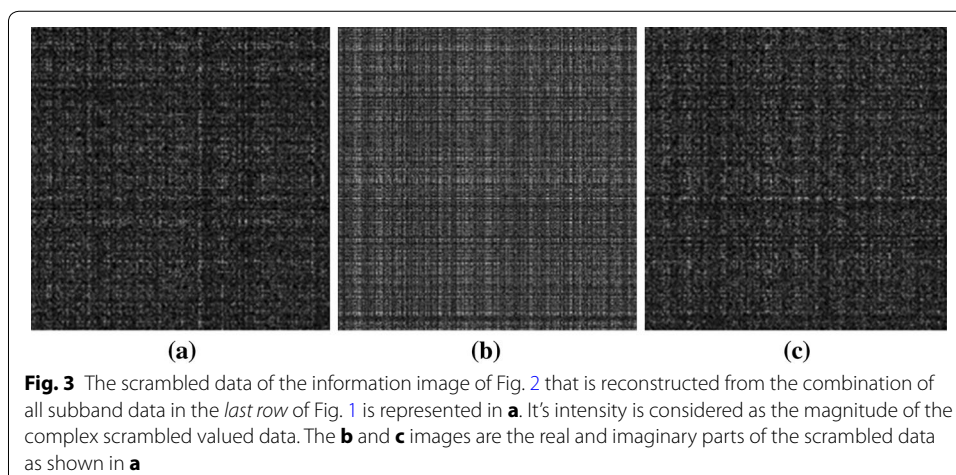 (a) (b) (c)
Fig. 3 The scrambled data of the information image of Fig. 2 that is reconstructed from the combination of
all subband data in the last row of Fig. 1 is represented in a. It’s intensity is considered as the magnitude of the
complex scrambled valued data. The b and c images are the real and imaginary parts of the scrambled data
as shown in a